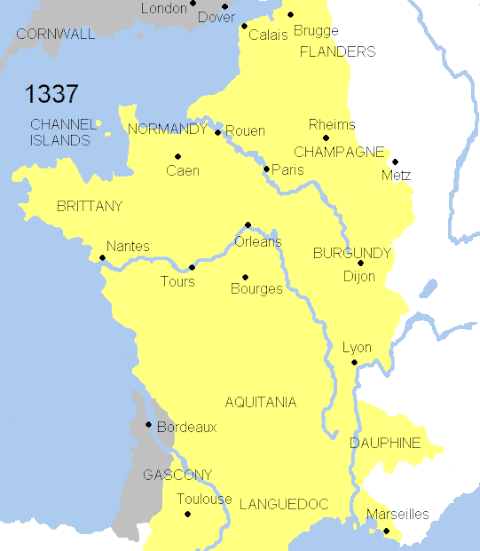 London
Dover
CORNWALL
Calais
Brugge
FLANDERS
1337
CHANNEL
ISLANDS
NORMANDY
Rouen
Rheims
CHAMPAGNE
Caen
Paris
Metz
BRITTANY
Nantes
Orleans
BURGUNDY
Dijon
Tours
Bourges
Lyon
AQUITANIA
Bordeaux
DAUPHINE
GASCONY
Toulouse
LANGUEDOC
Marseilles